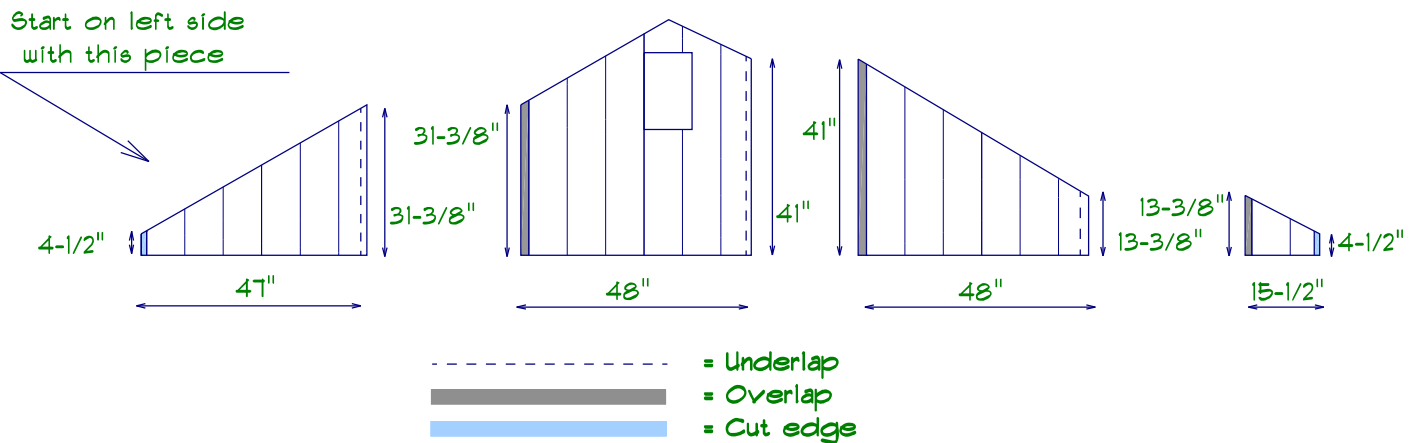 Start on left side
with this piece
31-3/8"
41"
31-3/8"
41"
13-3/8"
13-3/8"
4-1/2"
4-1/2"
47"
48"
48"
15-1/2"
= Underlap
= Overlap
= Cut edge